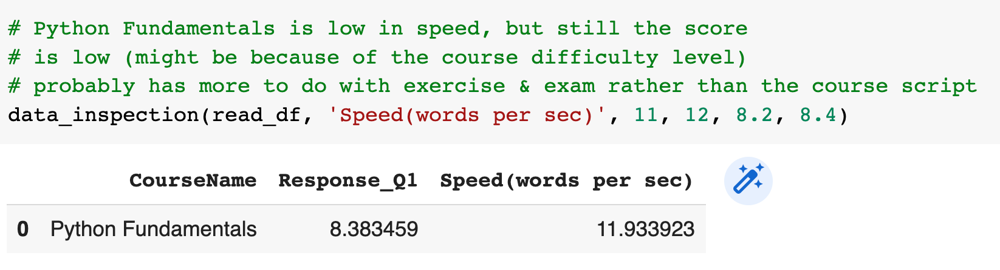 # Python Fundamentals is low in speed, but still the score
# is low (might be because of the course difficulty level)
# probably has more to do with exercise & exam rather than the course script
data_inspection(read_df, 'Speed(words per sec)', 11, 12, 8.2, 8.4)
CourseName Response_Q1 Speed(words per sec)
0 Python Fundamentals 8.383459 11.933923